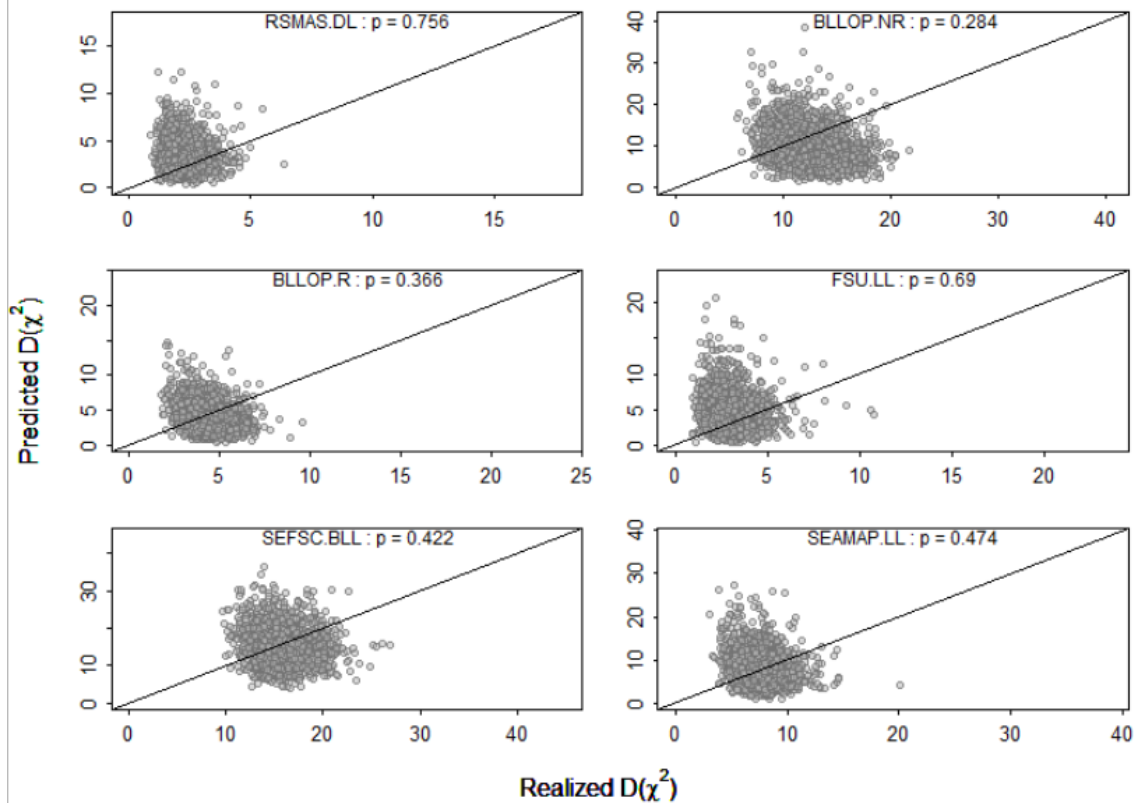 RSMAS.DL : p = 0.756
15
10
5
0
0 5 10 15
BLLOP.NR : p = 0.284
40
30
20
10
0
0 10 20 30 40
BLLOP.R : p = 0.366
20
15
10
5
0
0 5 10 15 20 25
FSU.LL : p = 0.69
20
15
10
5
0
0 5 10 15 20
SEFSC.BLL : p = 0.422
30
10
0
0 10 20 30 40
SEAMAP.LL : p = 0.474
40
30
20
10
0
0 10 20 30 40
Predicted D(χ²)
Realized D(χ²)